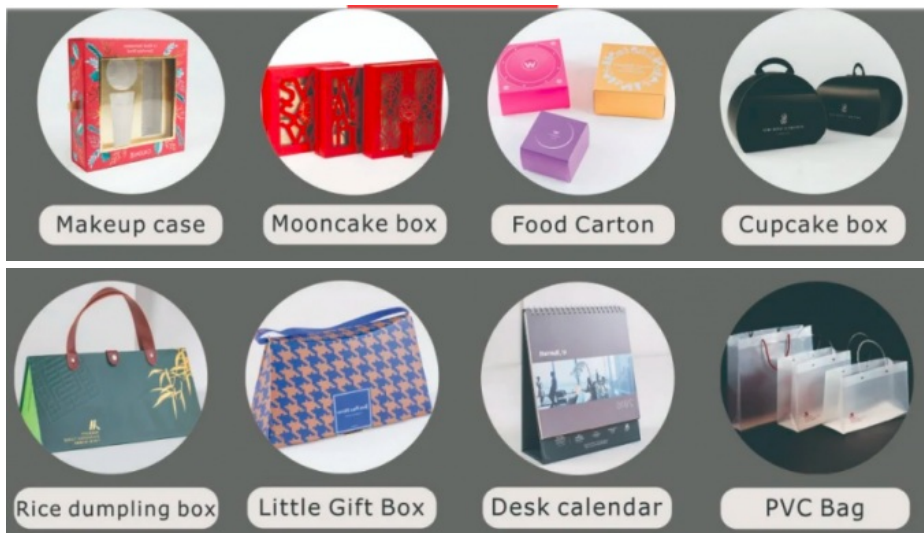 Makeup case
Mooncake box
Food Carton
Cupcake box
Rice dumpling box
Little Gift Box
Desk calendar
PVC Bag